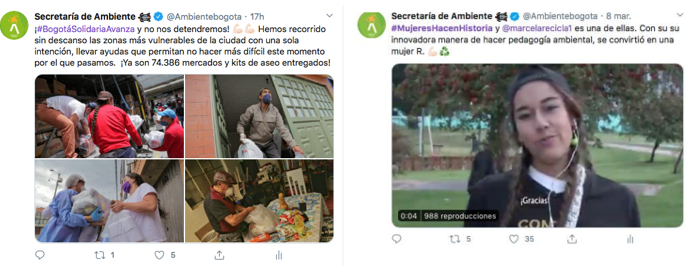 Secretaría de Ambiente @Ambientebogota · 17h
¡#BogotáSolidariaAvanza y no nos detendremos! 💪🏻💪🏻 Hemos recorrido
sin descanso las zonas más vulnerables de la ciudad con una sola
intención, llevar ayudas que permitan no hacer más difícil este momento
por el que pasamos. ¡Ya son 74.386 mercados y kits de aseo entregados!
1
5
Secretaría de Ambiente @Ambientebogota · 8 mar.
#MujeresHacenHistoria y @marcelarecicla1 es una de ellas. Con su su
innovadora manera de hacer pedagogía ambiental, se convirtió en una
mujer R. 💪🏻♻️
¡Gracias!
CON
0:04 988 reproducciones
5
35